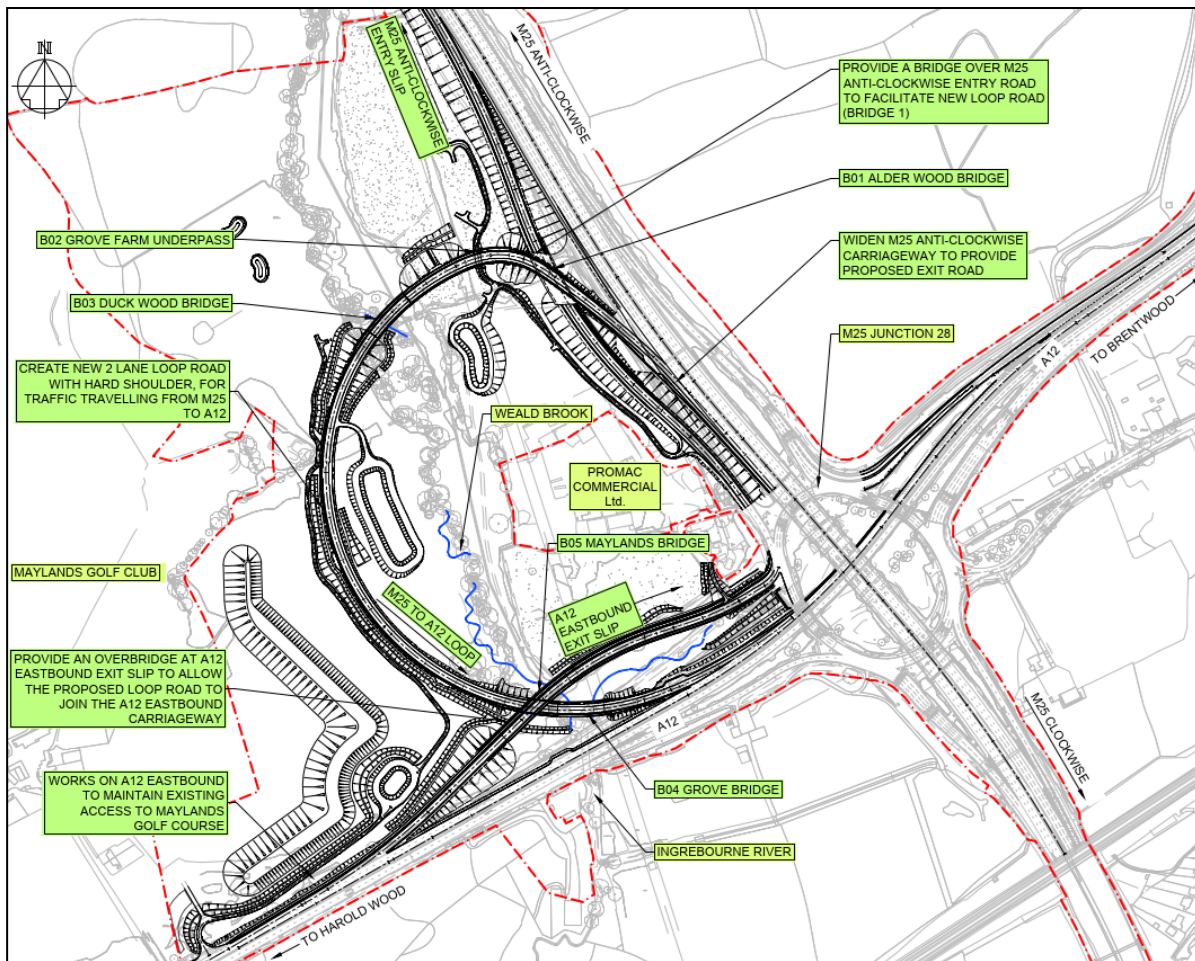 N
M25 ANTI-CLOCKWISE
ENTRY SLIP
M25 ANTI-CLOCKWISE
PROVIDE A BRIDGE OVER M25
ANTI-CLOCKWISE ENTRY ROAD
TO FACILITATE NEW LOOP ROAD
(BRIDGE 1)
B01 ALDER WOOD BRIDGE
B02 GROVE FARM UNDERPASS
WIDEN M25 ANTI-CLOCKWISE
CARRIAGEWAY TO PROVIDE
PROPOSED EXIT ROAD
B03 DUCK WOOD BRIDGE
M25 JUNCTION 28
A12
TO BRENTWOOD
CREATE NEW 2 LANE LOOP ROAD
WITH HARD SHOULDER, FOR
TRAFFIC TRAVELLING FROM M25
TO A12
WEALD BROOK
PROMAC
COMMERCIAL
Ltd.
B05 MAYLANDS BRIDGE
MAYLANDS GOLF CLUB
A12
EASTBOUND
EXIT SLIP
M25 TO A12 LOOP
PROVIDE AN OVERBRIDGE AT A12
EASTBOUND EXIT SLIP TO ALLOW
THE PROPOSED LOOP ROAD TO
JOIN THE A12 EASTBOUND
CARRIAGEWAY
A12
M25 CLOCKWISE
WORKS ON A12 EASTBOUND
TO MAINTAIN EXISTING
ACCESS TO MAYLANDS
GOLF COURSE
B04 GROVE BRIDGE
INGREBOURNE RIVER
TO HAROLD WOOD